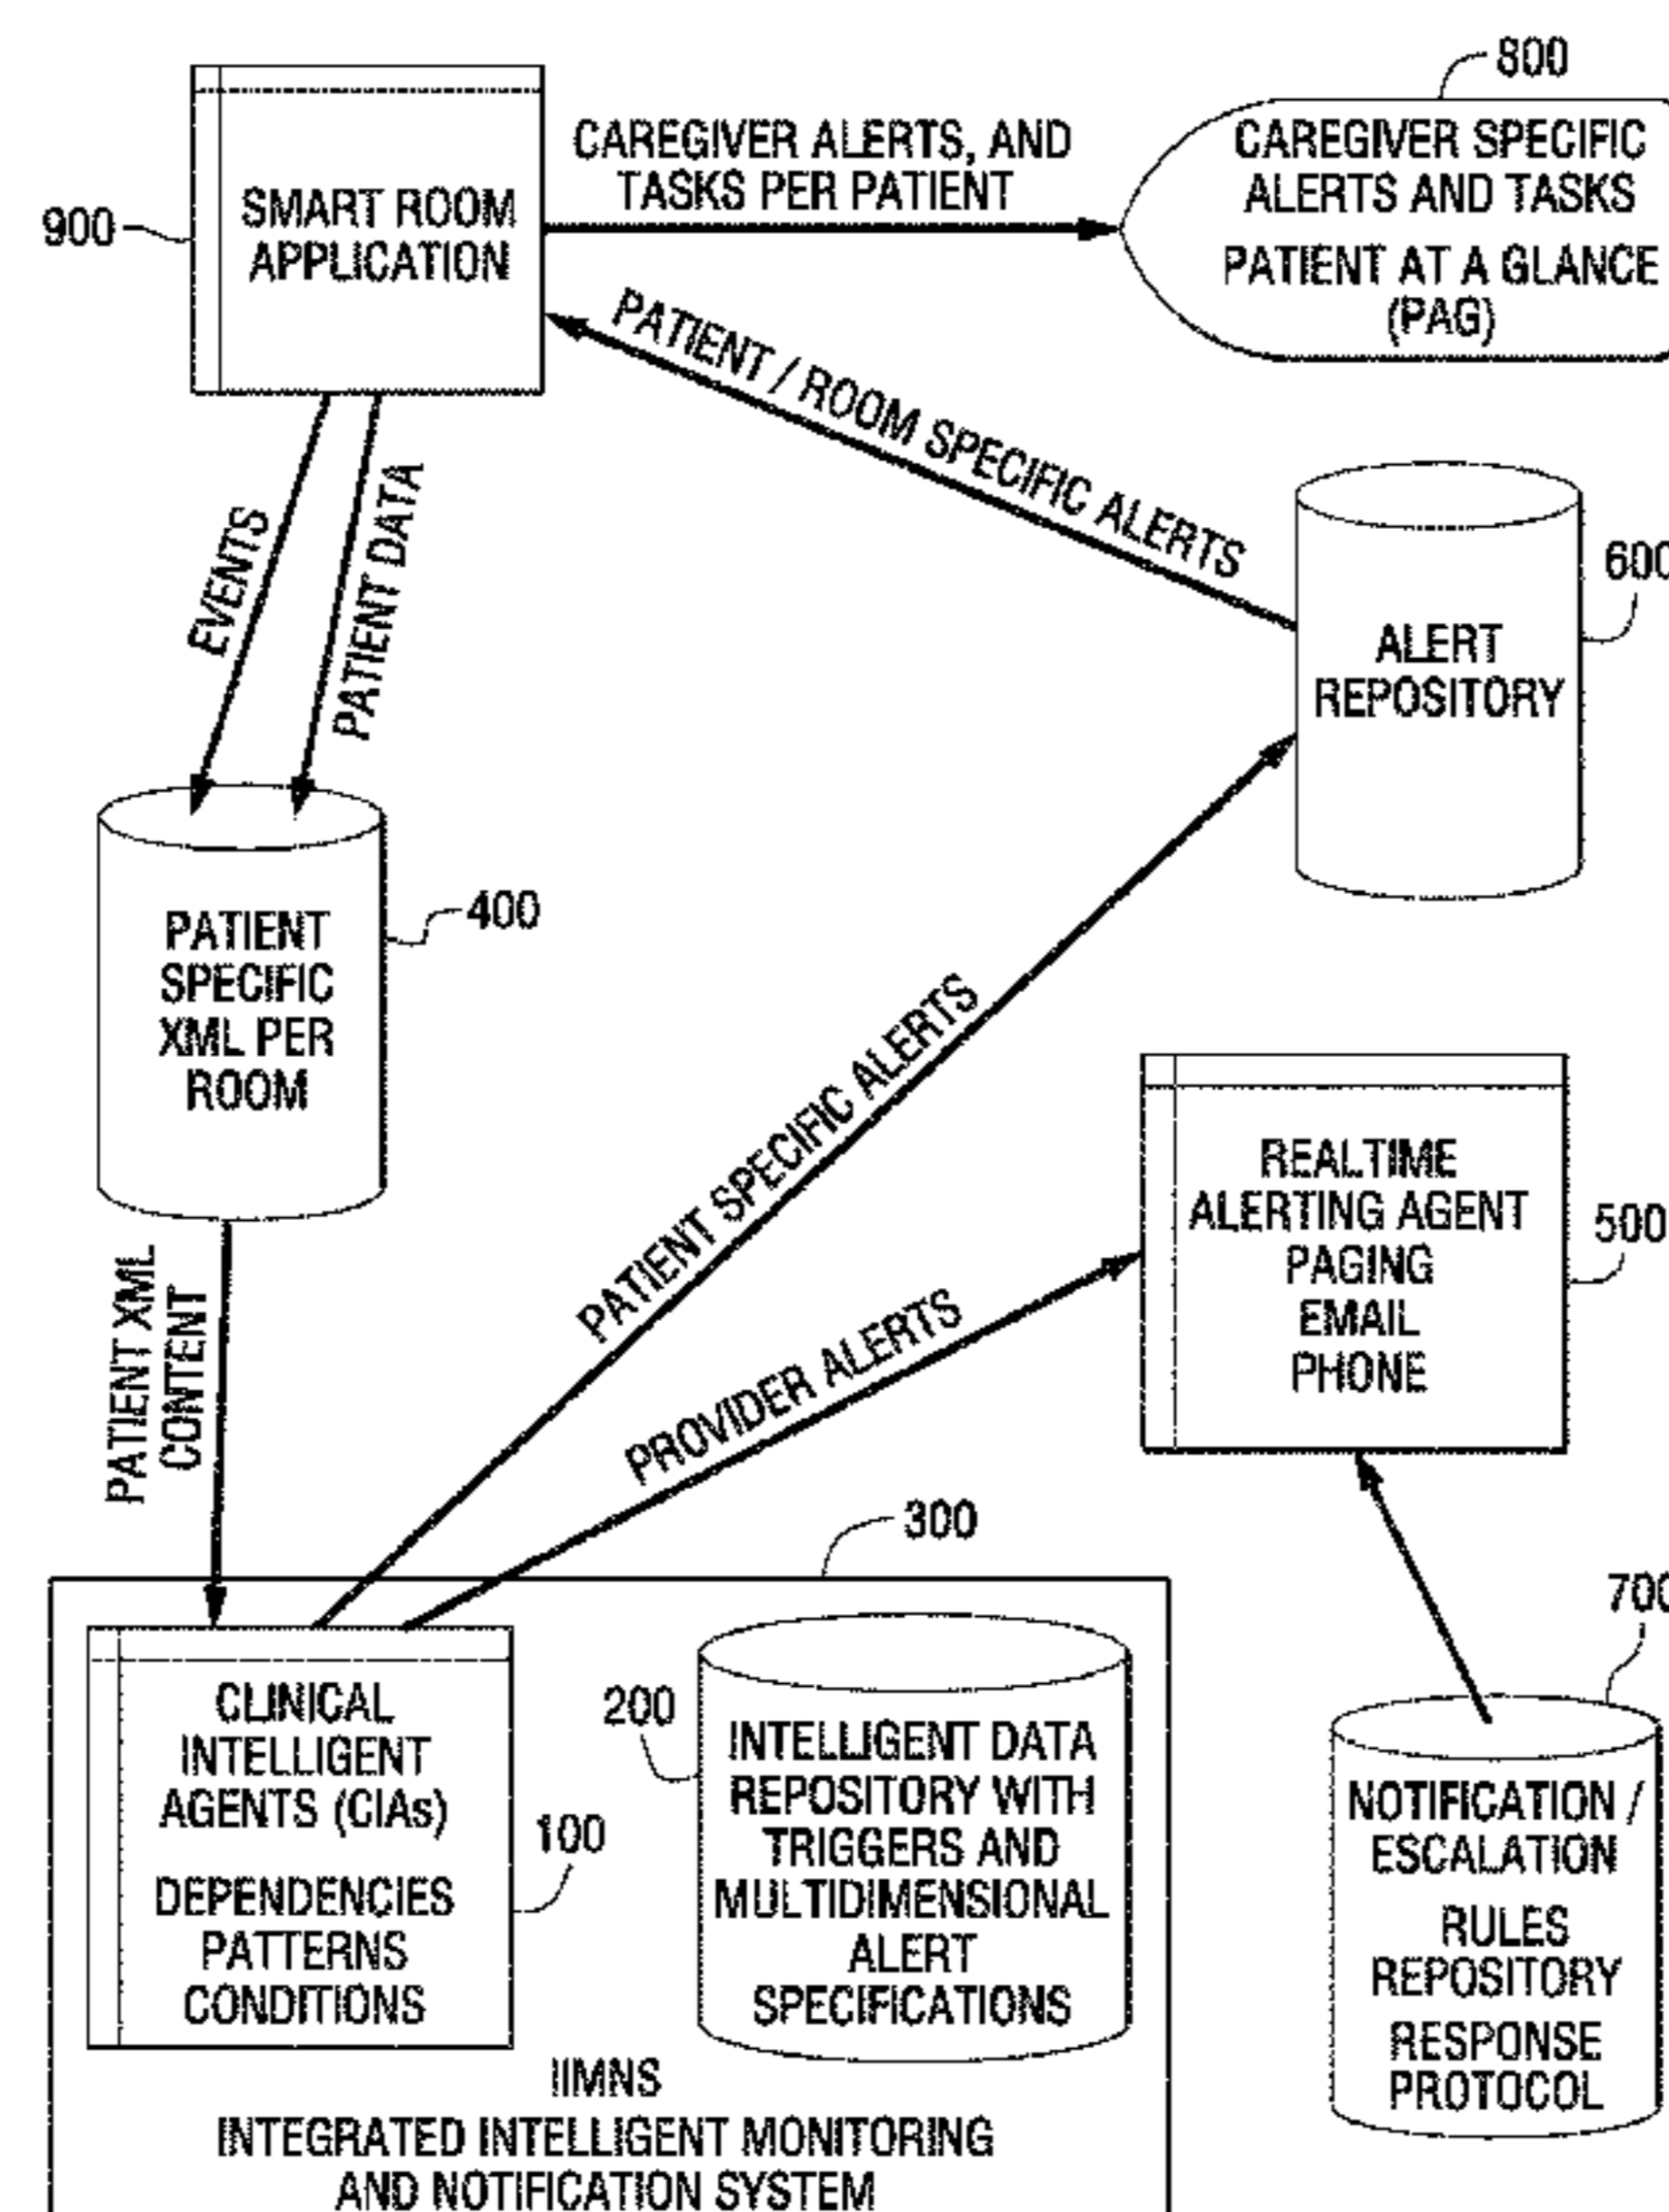 800
CAREGIVER SPECIFIC
ALERTS AND TASKS
PATIENT AT A GLANCE
(PAG)
CAREGIVER ALERTS, AND
TASKS PER PATIENT
900
SMART ROOM
APPLICATION
PATIENT / ROOM SPECIFIC ALERTS
EVENTS
PATIENT DATA
600
ALERT
REPOSITORY
400
PATIENT
SPECIFIC
XML PER
ROOM
PATIENT SPECIFIC ALERTS
REALTIME
ALERTING AGENT
PAGING
EMAIL
PHONE
500
PATIENT XML
CONTENT
PROVIDER ALERTS
300
700
CLINICAL
INTELLIGENT
AGENTS (CIAs)
DEPENDENCIES
PATTERNS
CONDITIONS
100
200
INTELLIGENT DATA
REPOSITORY WITH
TRIGGERS AND
MULTIDIMENSIONAL
ALERT
SPECIFICATIONS
NOTIFICATION /
ESCALATION
RULES
REPOSITORY
RESPONSE
PROTOCOL
IIMNS
INTEGRATED INTELLIGENT MONITORING
AND NOTIFICATION SYSTEM